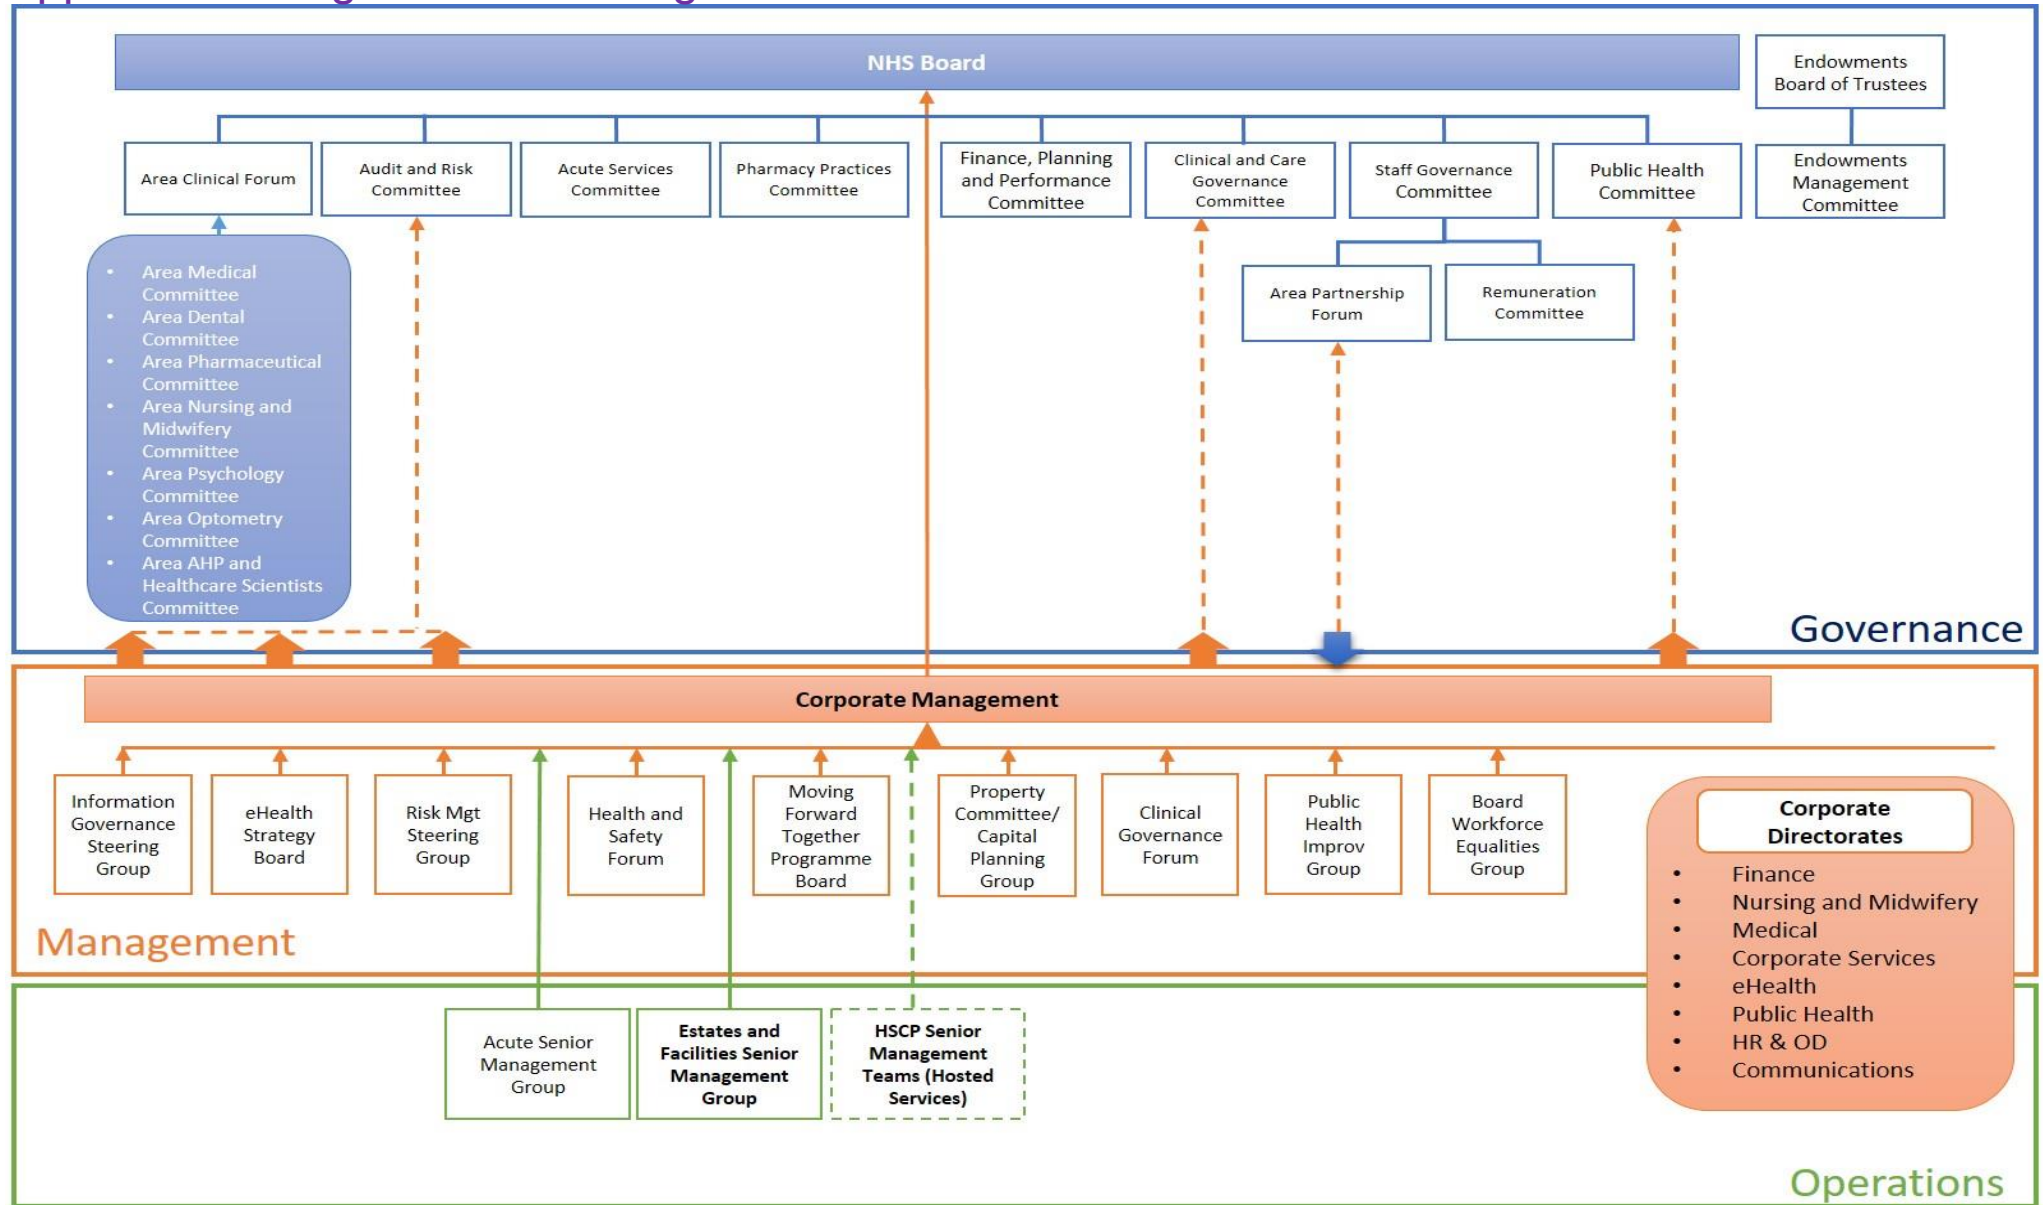 NHS Board
Endowments
Board of Trustees
Area Clinical Forum
Audit and Risk
Committee
Acute Services
Committee
Pharmacy Practices
Committee
Finance, Planning
and Performance
Committee
Clinical and Care
Governance
Committee
Staff Governance
Committee
Public Health
Committee
Endowments
Management
Committee
• Area Medical
Committee
• Area Dental
Committee
• Area Pharmaceutical
Committee
• Area Nursing and
Midwifery
Committee
• Area Psychology
Committee
• Area Optometry
Committee
• Area AHP and
Healthcare Scientists
Committee
Area Partnership
Forum
Remuneration
Committee
Governance
Corporate Management
Information
Governance
Steering
Group
eHealth
Strategy
Board
Risk Mgt
Steering
Group
Health and
Safety
Forum
Moving
Forward
Together
Programme
Board
Property
Committee/
Capital
Planning
Group
Clinical
Governance
Forum
Public
Health
Improv
Group
Board
Workforce
Equalities
Group
Corporate
Directorates
• Finance
• Nursing and Midwifery
• Medical
• Corporate Services
• eHealth
• Public Health
• HR & OD
• Communications
Management
Acute Senior
Management
Group
Estates and
Facilities Senior
Management
Group
HSCP Senior
Management
Teams (Hosted
Services)
Operations